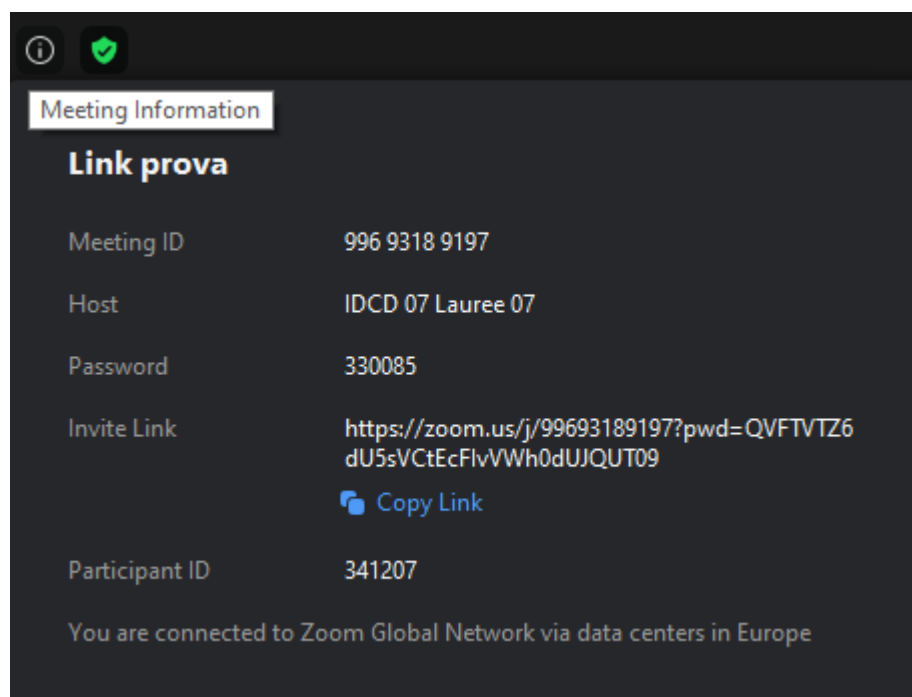 Meeting Information
Link prova
Meeting ID 996 9318 9197
Host IDCD 07 Lauree 07
Password 330085
Invite Link https://zoom.us/j/99693189197?pwd=QVFTVTZ6
dU5sVCtEcFlvVWh0dUJQUT09
Copy Link
Participant ID 341207
You are connected to Zoom Global Network via data centers in Europe